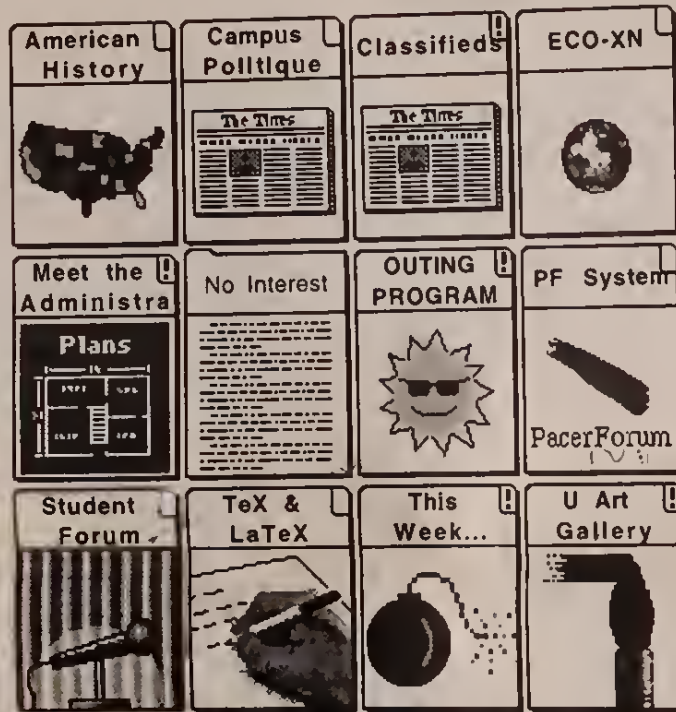 American
History
Campus
Politique
Classifieds
!
ECO-XN
The Times
The Times
Meet the
Administra
!
No Interest
OUTING
PROGRAM
!
PF System
Plans
PacerForum
Student
Forum
TeX &
LaTeX
This
Week...
!
U Art
Gallery
!